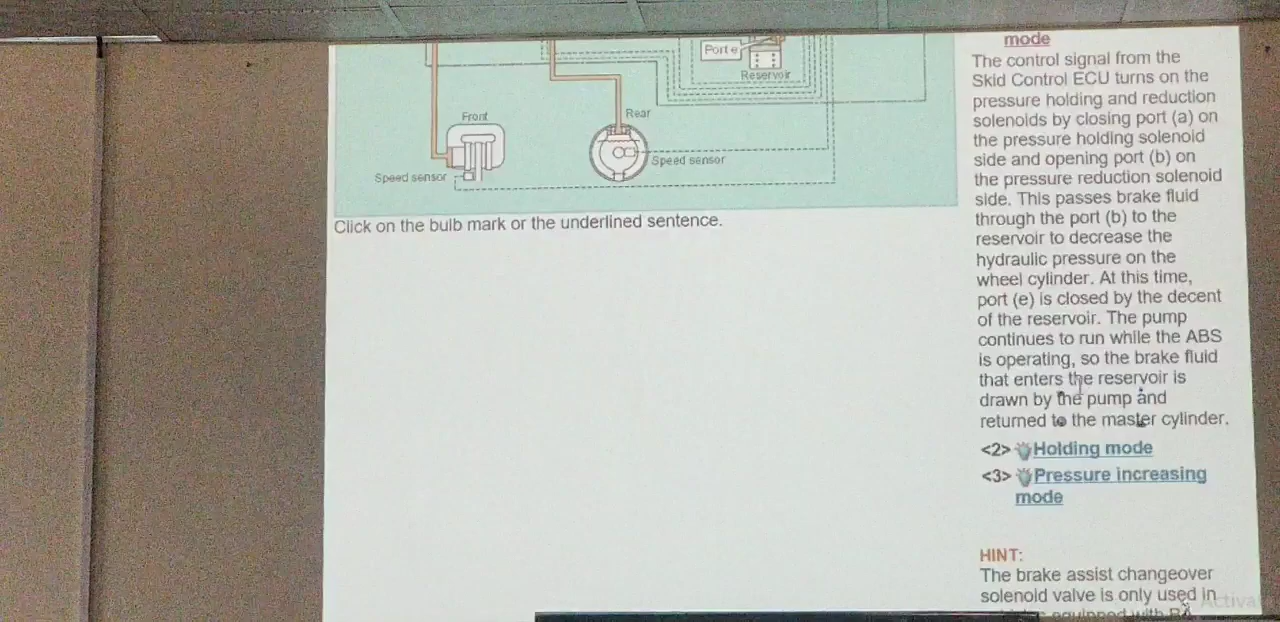 Port e
Reservoir
Front
Rear
Speed sensor
Speed sensor
Click on the bulb mark or the underlined sentence.
mode
The control signal from the
Skid Control ECU turns on the
pressure holding and reduction
solenoids by closing port (a) on
the pressure holding solenoid
side and opening port (b) on
the pressure reduction solenoid
side. This passes brake fluid
through the port (b) to the
reservoir to decrease the
hydraulic pressure on the
wheel cylinder. At this time,
port (e) is closed by the decent
of the reservoir. The pump
continues to run while the ABS
is operating, so the brake fluid
that enters the reservoir is
drawn by the pump and
returned to the master cylinder.
<2> Holding mode
<3> Pressure increasing
mode
HINT:
The brake assist changeover
solenoid valve is only used in
equipped with BA
Activa